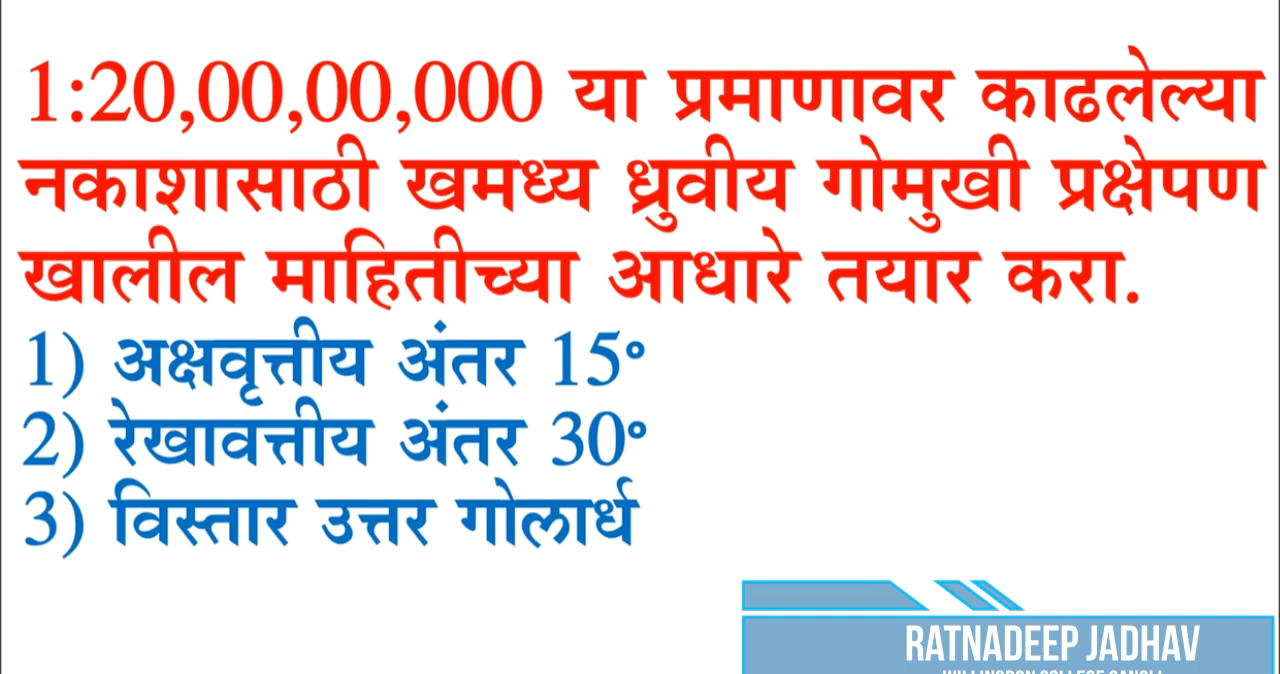 1:20,00,00,000 या प्रमाणावर काढलेल्या
नकाशासाठी खमध्य ध्रुवीय गोमुखी प्रक्षेपण
खालील माहितीच्या आधारे तयार करा.
1) अक्षवृत्तीय अंतर 15°
2) रेखावत्तीय अंतर 30°
3) विस्तार उत्तर गोलार्ध
RATNADEEP JADHAV